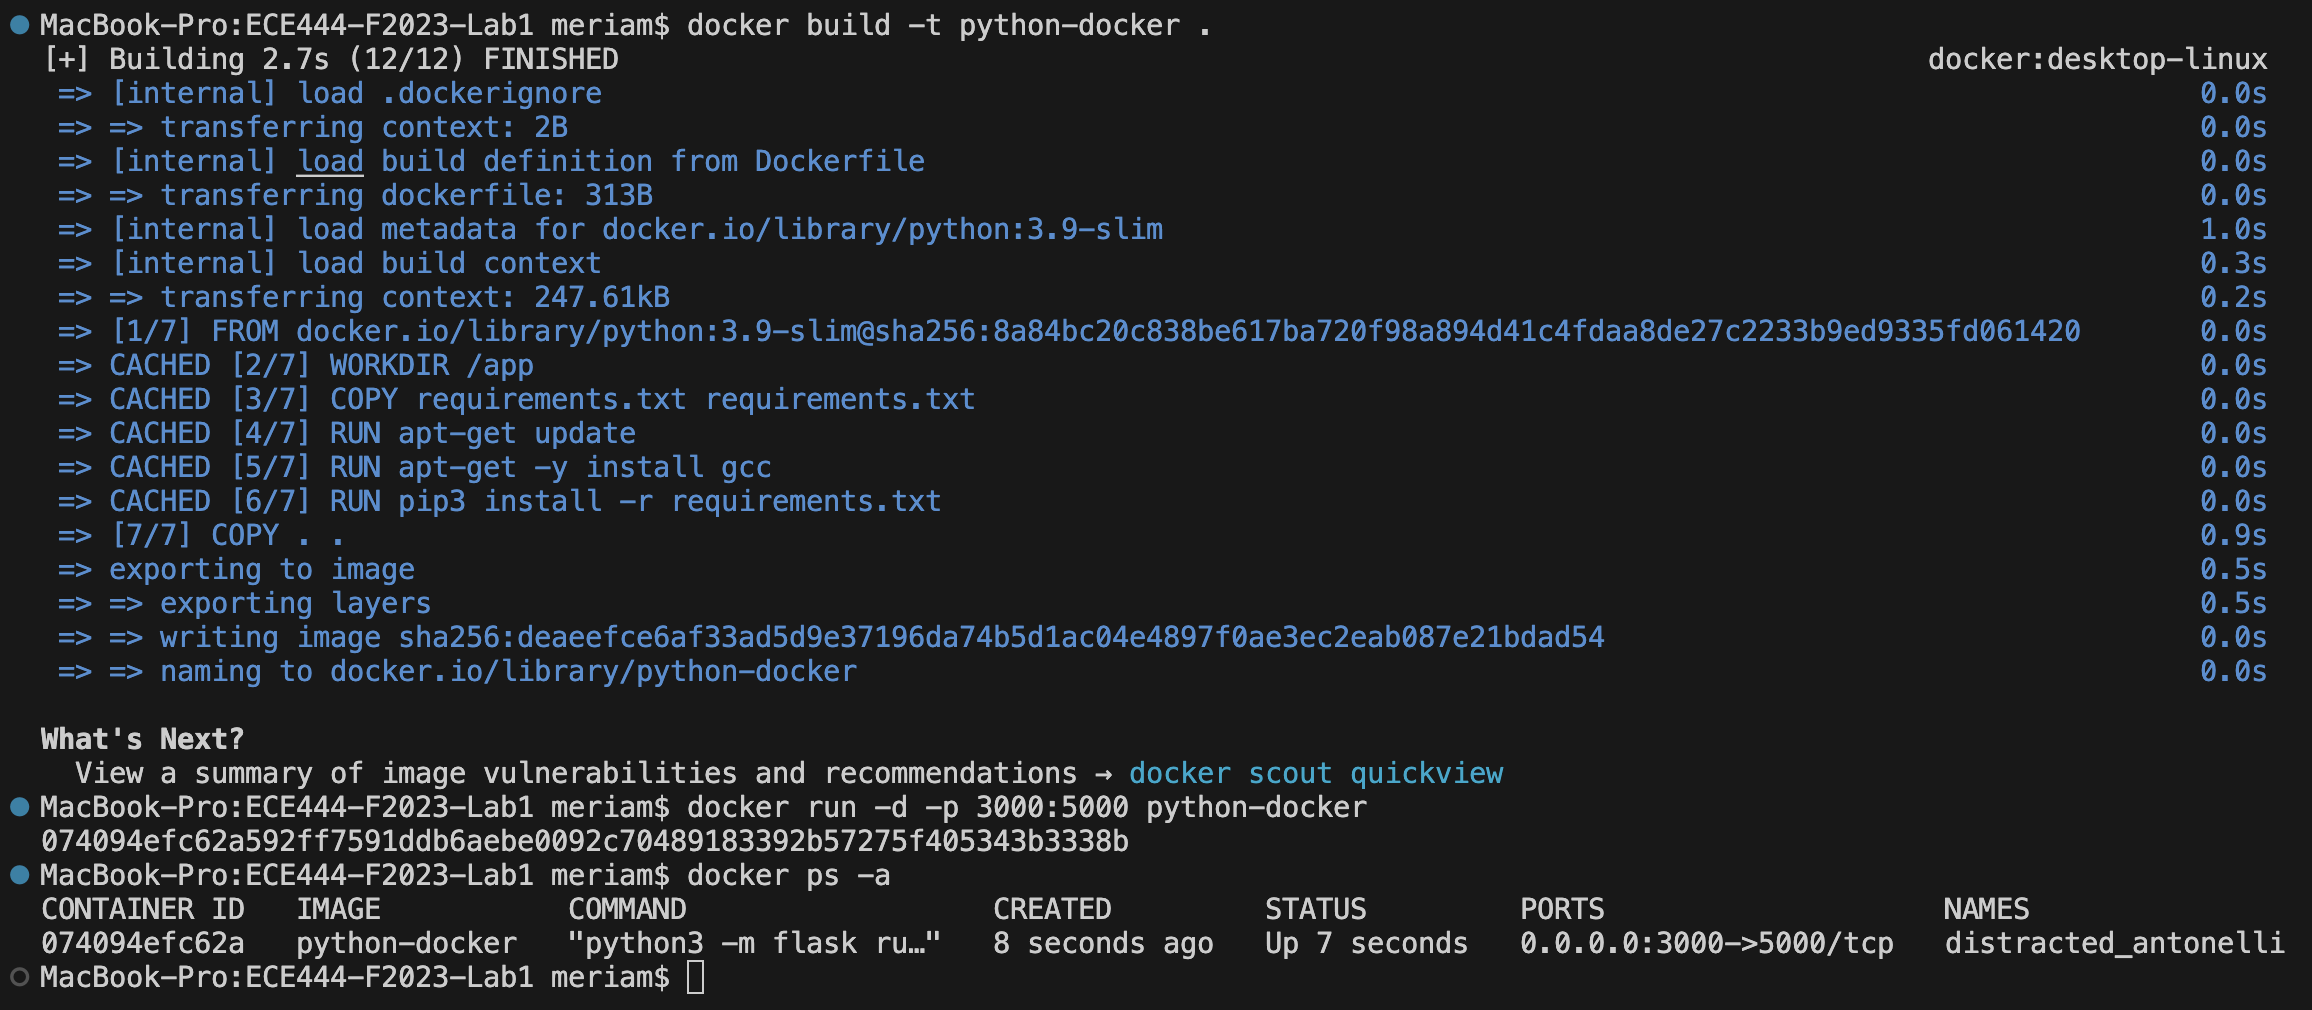 MacBook-Pro:ECE444-F2023-Lab1 meriam$ docker build -t python-docker .
[+] Building 2.7s (12/12) FINISHED docker:desktop-linux
=> [internal] load .dockerignore 0.0s
=> => transferring context: 2B 0.0s
=> [internal] load build definition from Dockerfile 0.0s
=> => transferring dockerfile: 313B 0.0s
=> [internal] load metadata for docker.io/library/python:3.9-slim 1.0s
=> [internal] load build context 0.3s
=> => transferring context: 247.61kB 0.2s
=> [1/7] FROM docker.io/library/python:3.9-slim@sha256:8a84bc20c838be617ba720f98a894d41c4fdaa8de27c2233b9ed9335fd061420 0.0s
=> CACHED [2/7] WORKDIR /app 0.0s
=> CACHED [3/7] COPY requirements.txt requirements.txt 0.0s
=> CACHED [4/7] RUN apt-get update 0.0s
=> CACHED [5/7] RUN apt-get -y install gcc 0.0s
=> CACHED [6/7] RUN pip3 install -r requirements.txt 0.0s
=> [7/7] COPY . . 0.9s
=> exporting to image 0.5s
=> => exporting layers 0.5s
=> => writing image sha256:deaeefce6af33ad5d9e37196da74b5d1ac04e4897f0ae3ec2eab087e21bdad54 0.0s
=> => naming to docker.io/library/python-docker 0.0s
What's Next?
View a summary of image vulnerabilities and recommendations → docker scout quickview
MacBook-Pro:ECE444-F2023-Lab1 meriam$ docker run -d -p 3000:5000 python-docker
074094efc62a592ff7591ddb6aebe0092c70489183392b57275f405343b3338b
MacBook-Pro:ECE444-F2023-Lab1 meriam$ docker ps -a
CONTAINER ID IMAGE COMMAND CREATED STATUS PORTS NAMES
074094efc62a python-docker "python3 -m flask ru…" 8 seconds ago Up 7 seconds 0.0.0.0:3000->5000/tcp distracted_antonelli
MacBook-Pro:ECE444-F2023-Lab1 meriam$